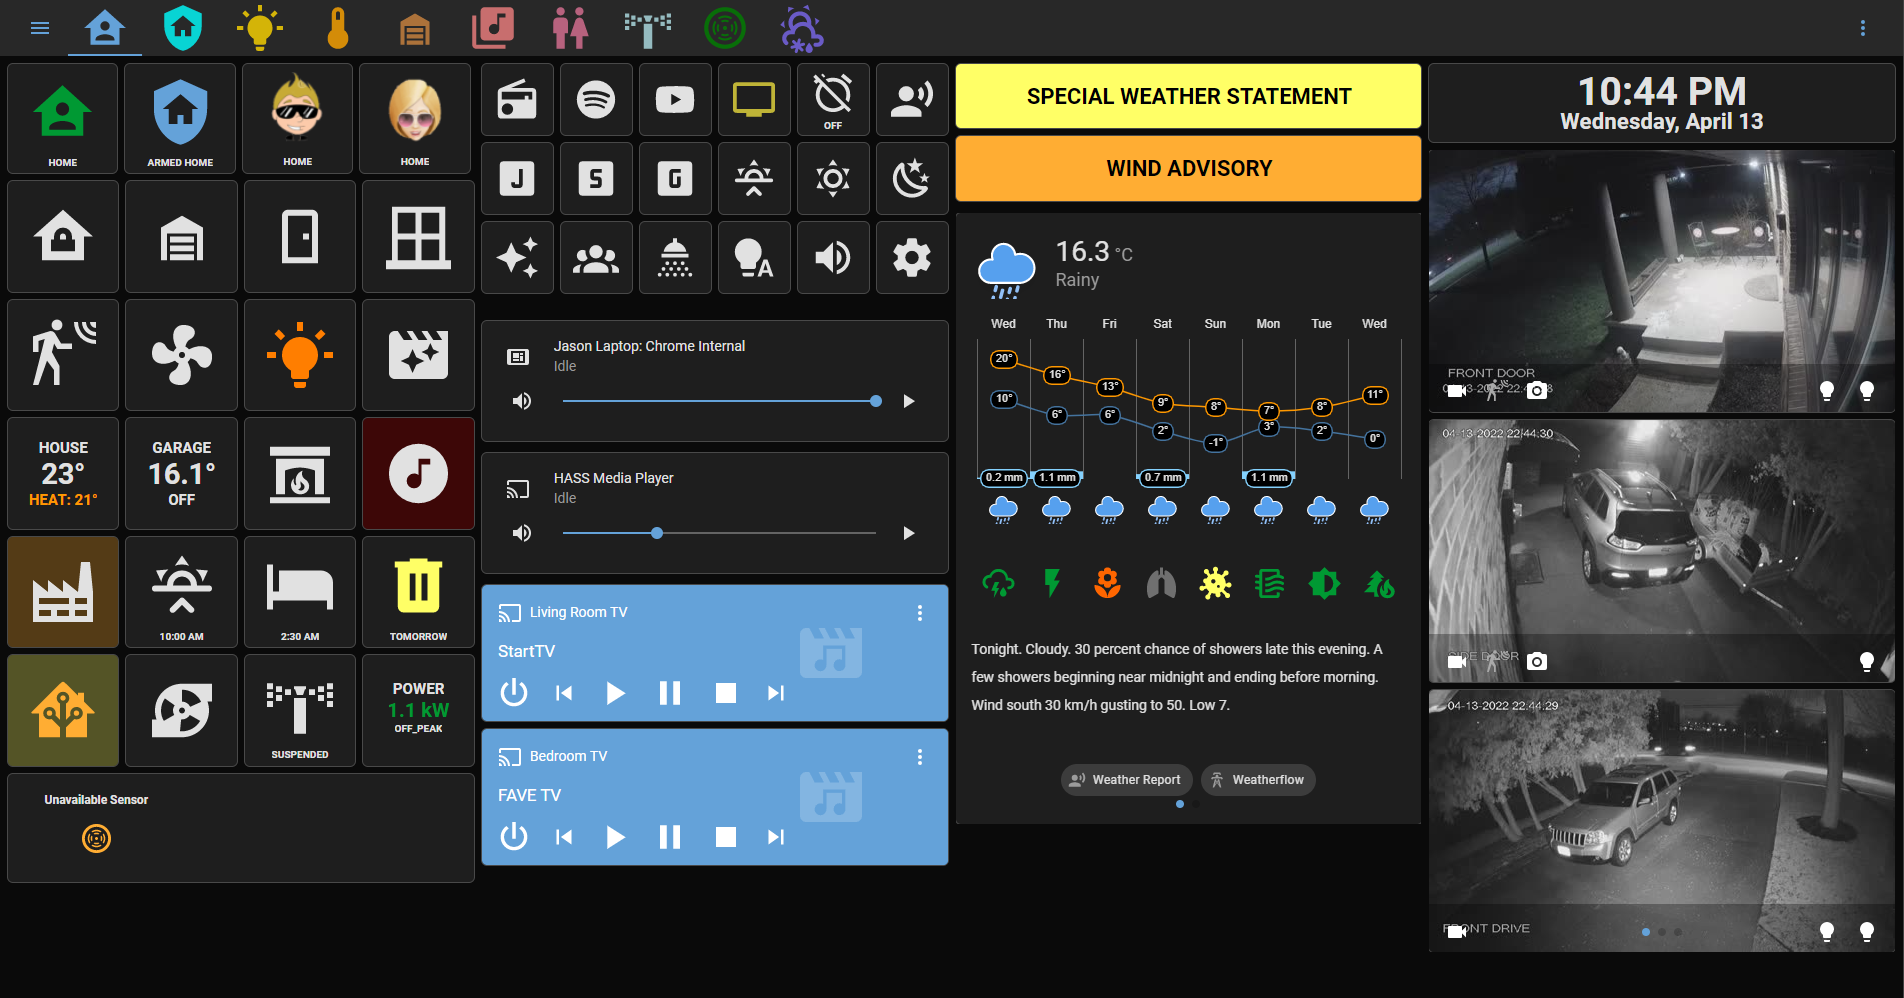 HOME
ARMED HOME
HOME
HOME
HOUSE
23°
HEAT: 21°
GARAGE
16.1°
OFF
10:00 AM
2:30 AM
TOMORROW
SUSPENDED
POWER
1.1 kW
OFF_PEAK
Unavailable Sensor
OFF
J
S
G
A
Jason Laptop: Chrome Internal
Idle
HASS Media Player
Idle
Living Room TV
StartTV
Bedroom TV
FAVE TV
SPECIAL WEATHER STATEMENT
WIND ADVISORY
16.3 °C
Rainy
Wed Thu Fri Sat Sun Mon Tue Wed
20° 16° 13° 9° 8° 7° 8° 11°
10° 6° 6° 2° -1° 3° 2° 0°
0.2 mm 1.1 mm 0.7 mm 1.1 mm
Tonight. Cloudy. 30 percent chance of showers late this evening. A
few showers beginning near midnight and ending before morning.
Wind south 30 km/h gusting to 50. Low 7.
Weather Report
Weatherflow
10:44 PM
Wednesday, April 13
FRONT DOOR
04-13-2022 22:44:30
SIDE DOOR
04-13-2022 22:44:29
FRONT DRIVE